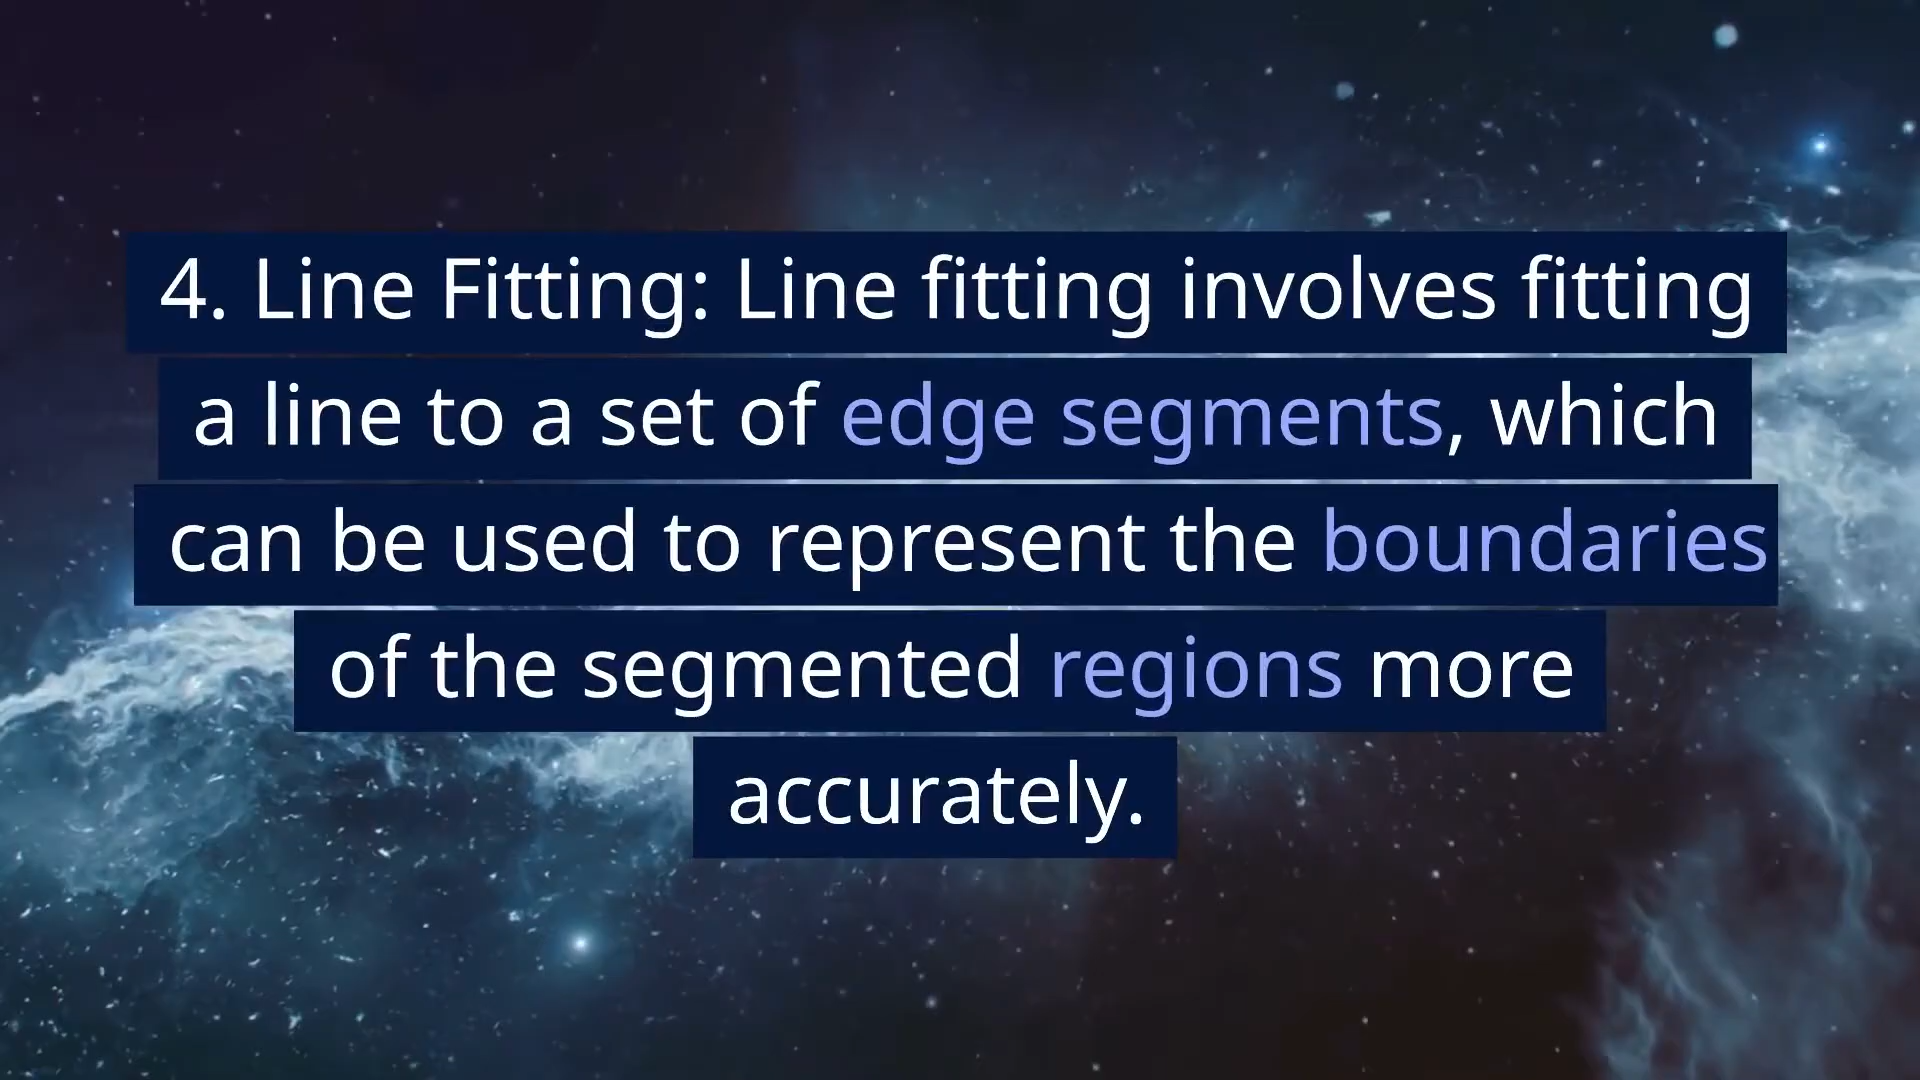 4. Line Fitting: Line fitting involves fitting
a line to a set of edge segments, which
can be used to represent the boundaries
of the segmented regions more
accurately.